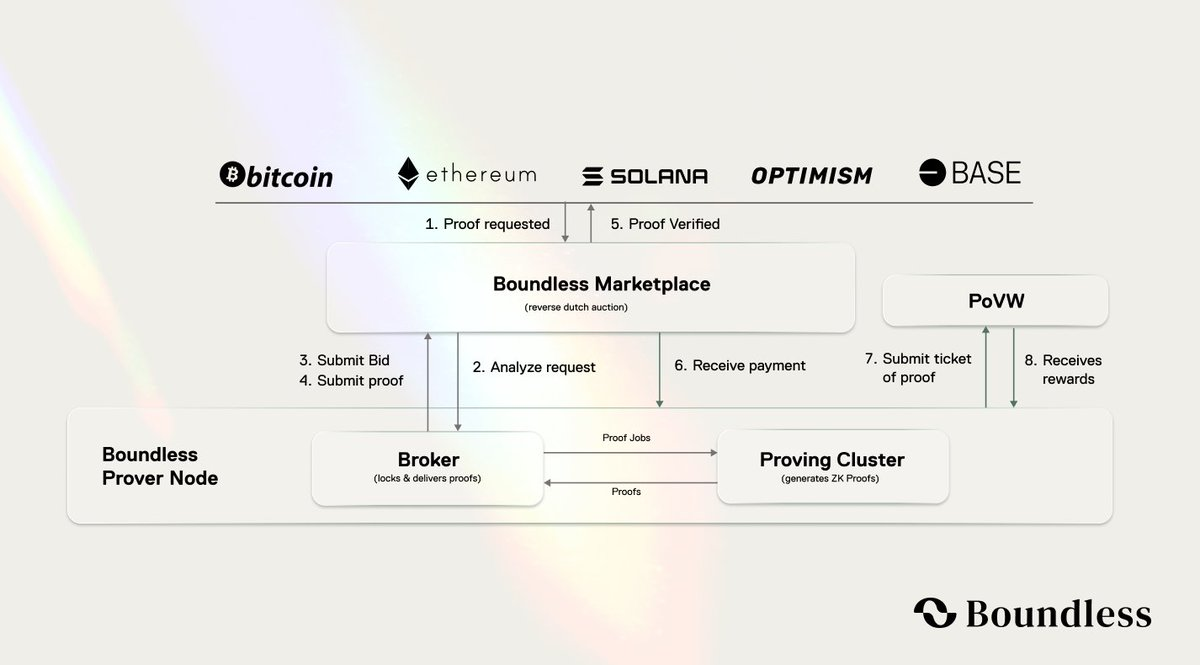 bitcoin
ethereum
SOLANA
OPTIMISM
BASE
1. Proof requested
5. Proof Verified
Boundless Marketplace
(reverse dutch auction)
PoVW
3. Submit Bid
4. Submit proof
2. Analyze request
6. Receive payment
7. Submit ticket
of proof
8. Receives
rewards
Boundless
Prover Node
Broker
(locks & delivers proofs)
Proof Jobs
Proofs
Proving Cluster
(generates ZK Proofs)
Boundless